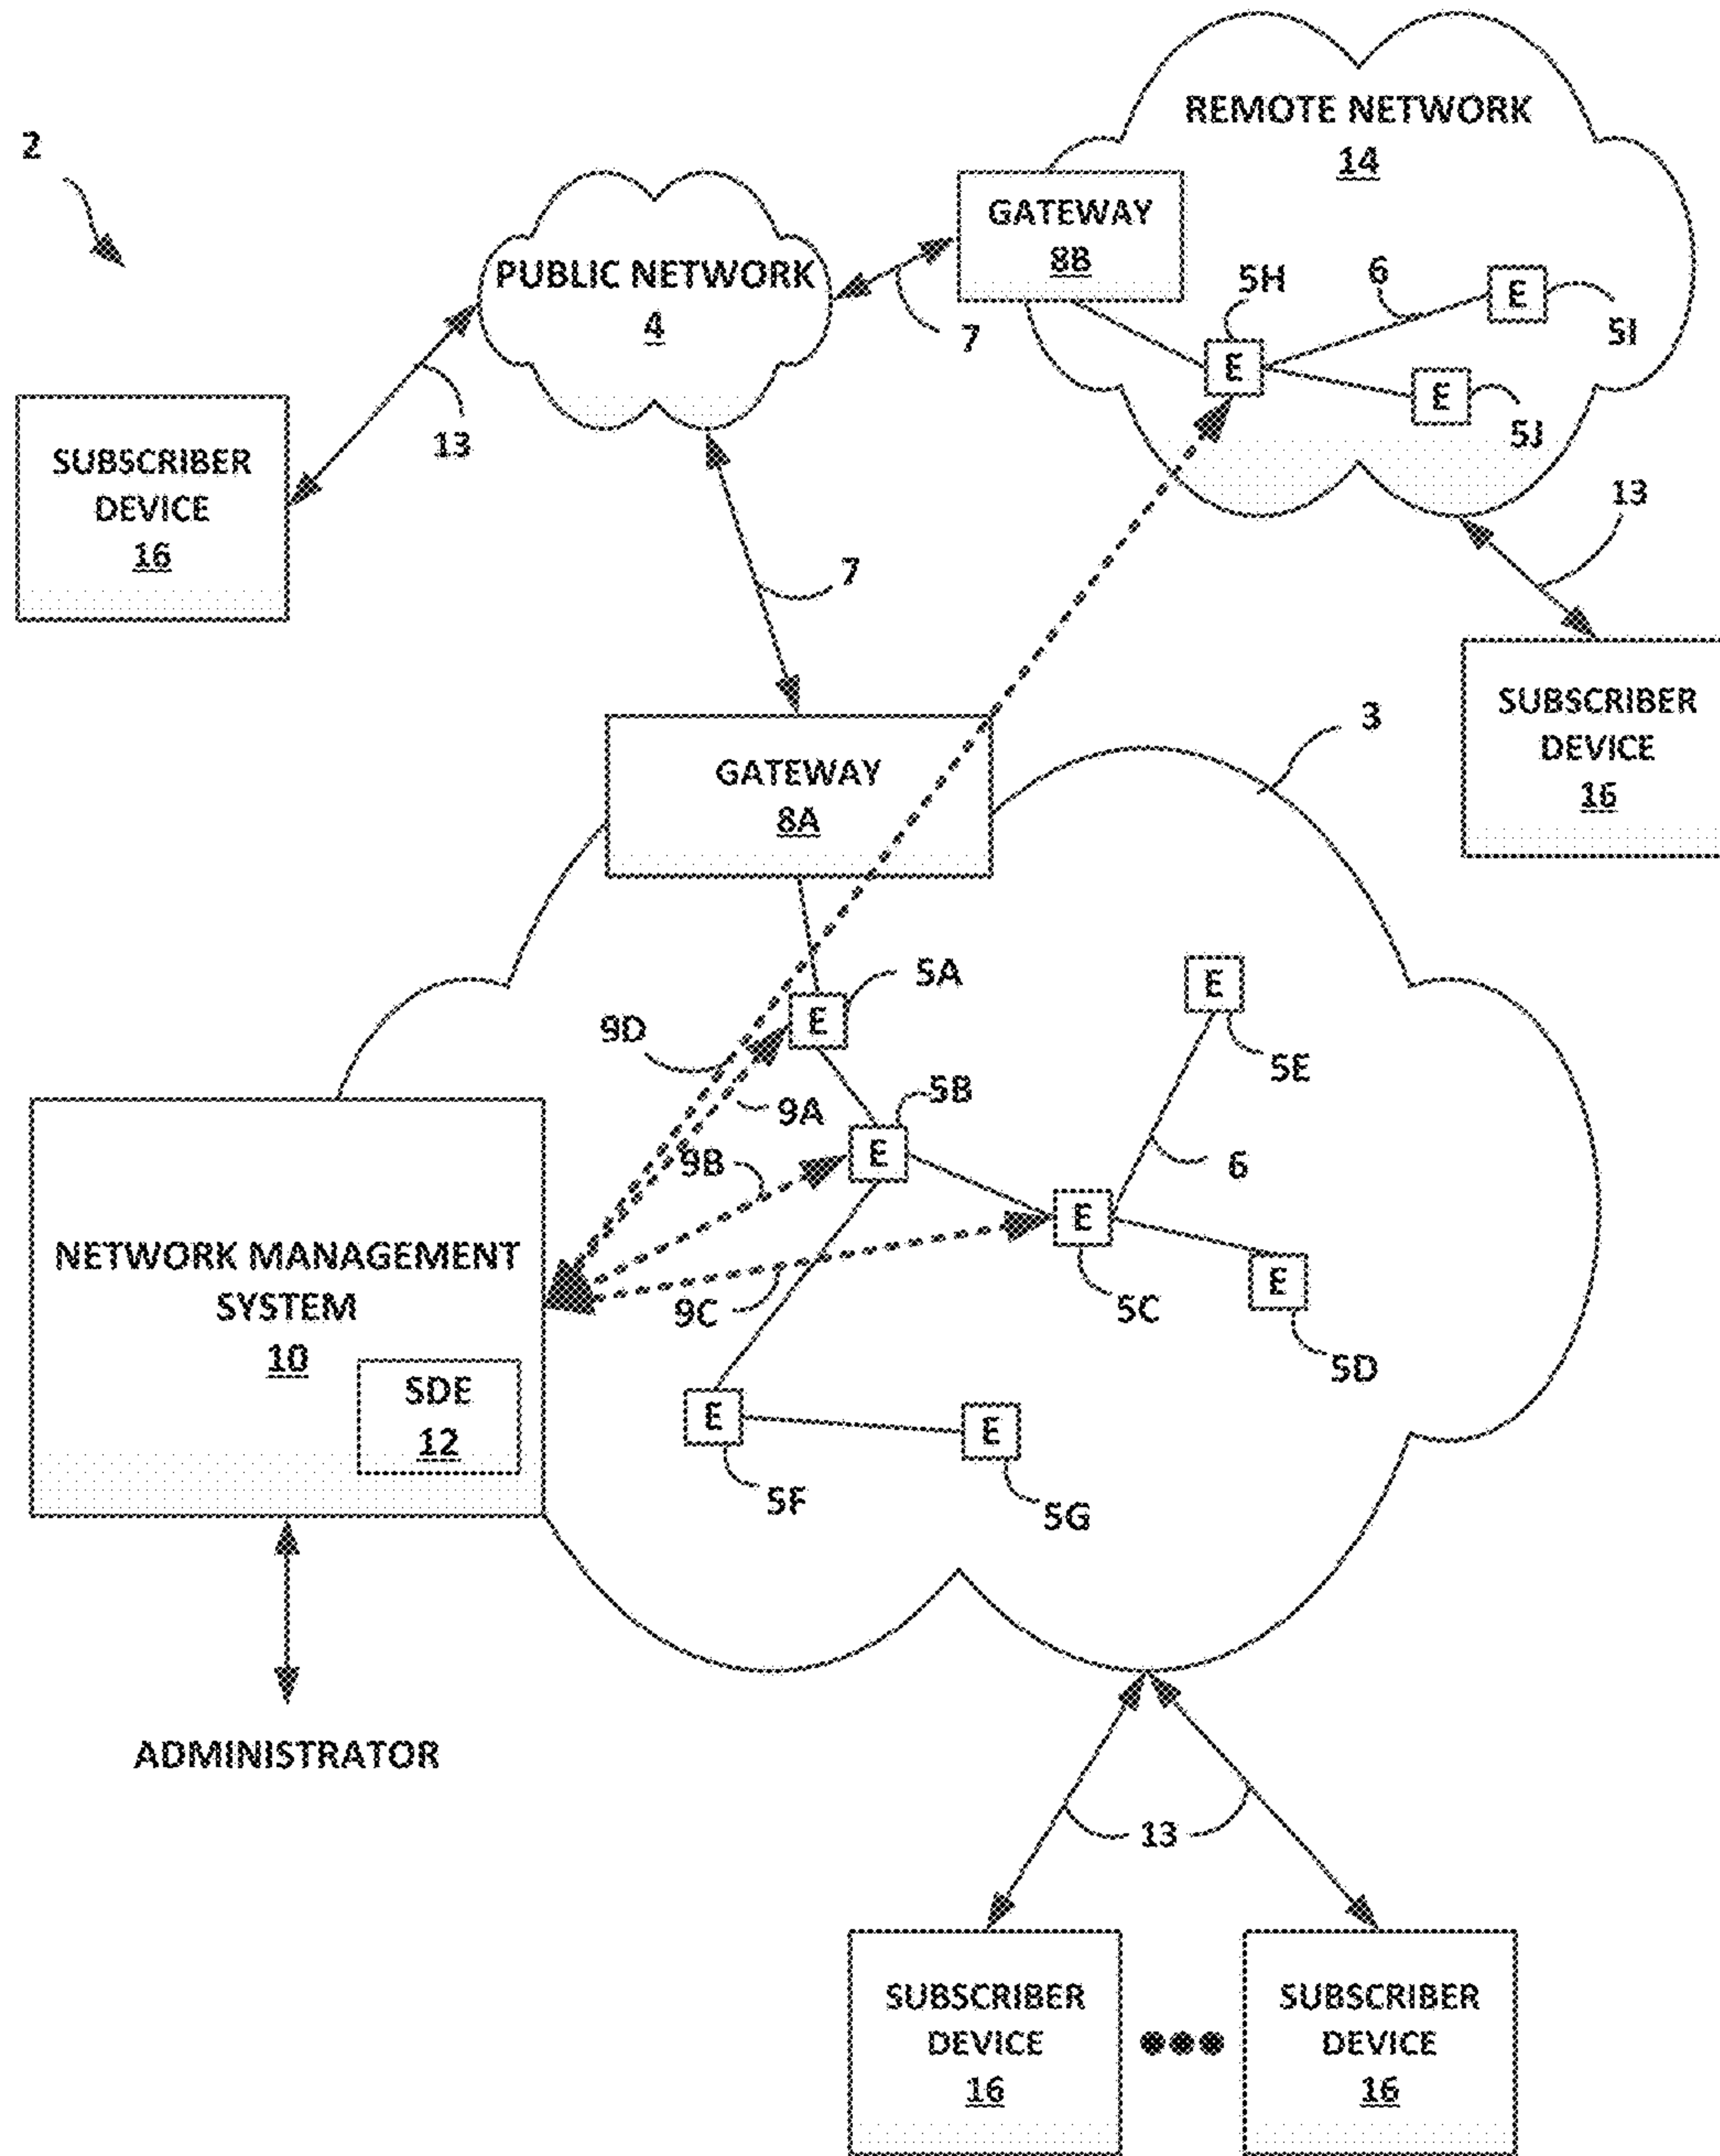 2
REMOTE NETWORK
14
GATEWAY
8B
5H
6
E
5I
E
E
5J
PUBLIC NETWORK
4
7
13
SUBSCRIBER
DEVICE
16
13
7
SUBSCRIBER
DEVICE
16
3
GATEWAY
8A
5A
E
E
5E
9D
9A
5B
E
9B
6
E
5C
E
5D
9C
NETWORK MANAGEMENT
SYSTEM
10
SDE
12
E
5F
E
5G
ADMINISTRATOR
13
SUBSCRIBER
DEVICE
16
SUBSCRIBER
DEVICE
16